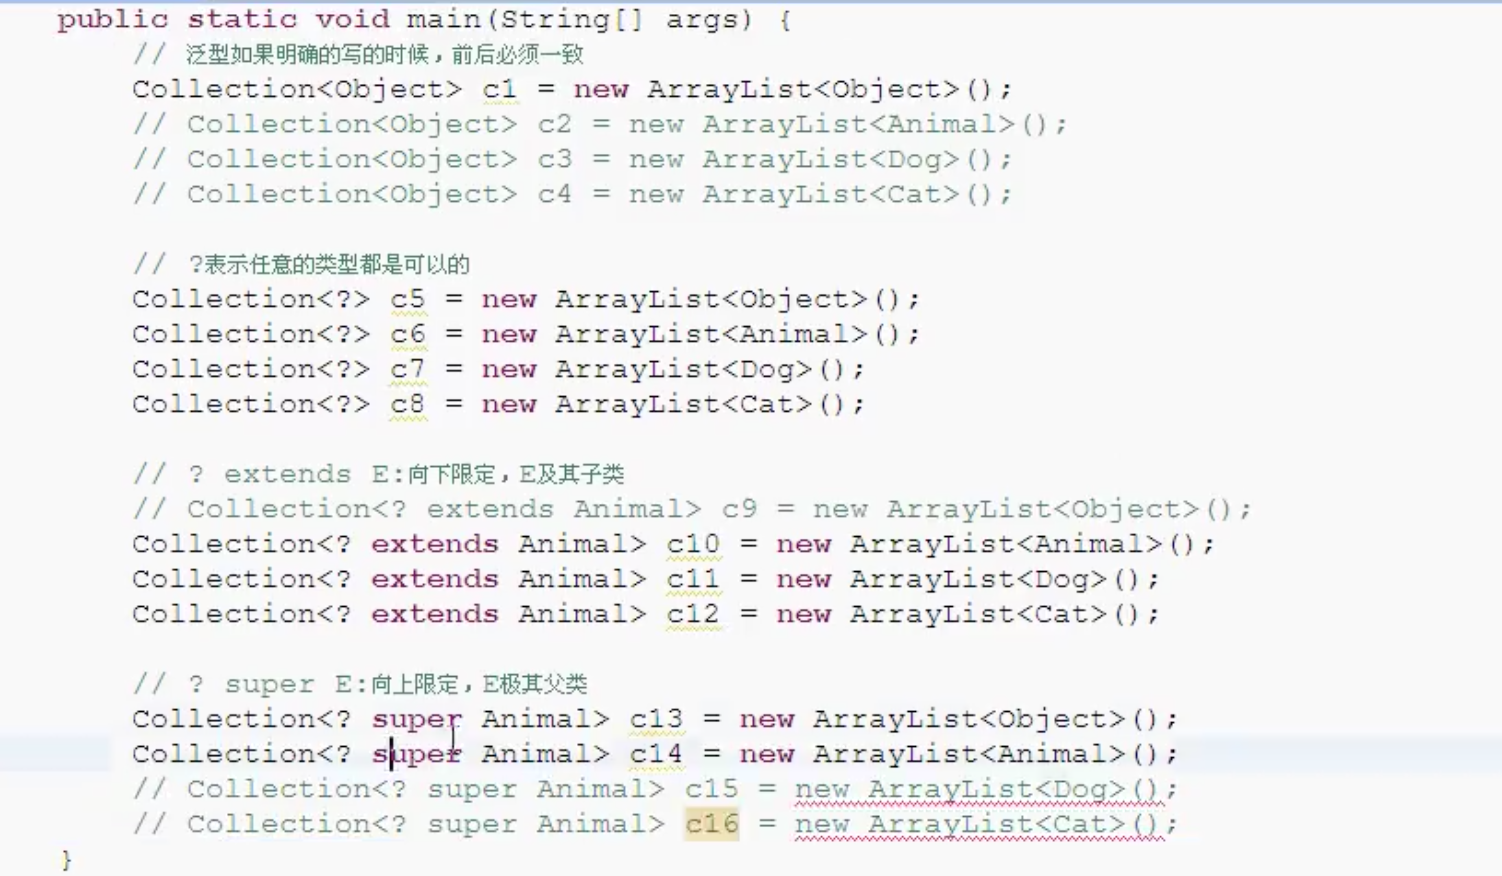 public static void main(String[] args) {
// 泛型如果明确的写的时候，前后必须一致
Collection<Object> c1 = new ArrayList<Object>();
// Collection<Object> c2 = new ArrayList<Animal>();
// Collection<Object> c3 = new ArrayList<Dog>();
// Collection<Object> c4 = new ArrayList<Cat>();
// ?表示任意的类型都是可以的
Collection<?> c5 = new ArrayList<Object>();
Collection<?> c6 = new ArrayList<Animal>();
Collection<?> c7 = new ArrayList<Dog>();
Collection<?> c8 = new ArrayList<Cat>();
// ? extends E:向下限定，E及其子类
// Collection<? extends Animal> c9 = new ArrayList<Object>();
Collection<? extends Animal> c10 = new ArrayList<Animal>();
Collection<? extends Animal> c11 = new ArrayList<Dog>();
Collection<? extends Animal> c12 = new ArrayList<Cat>();
// ? super E:向上限定，E极其父类
Collection<? super Animal> c13 = new ArrayList<Object>();
Collection<? super Animal> c14 = new ArrayList<Animal>();
// Collection<? super Animal> c15 = new ArrayList<Dog>();
// Collection<? super Animal> c16 = new ArrayList<Cat>();
}